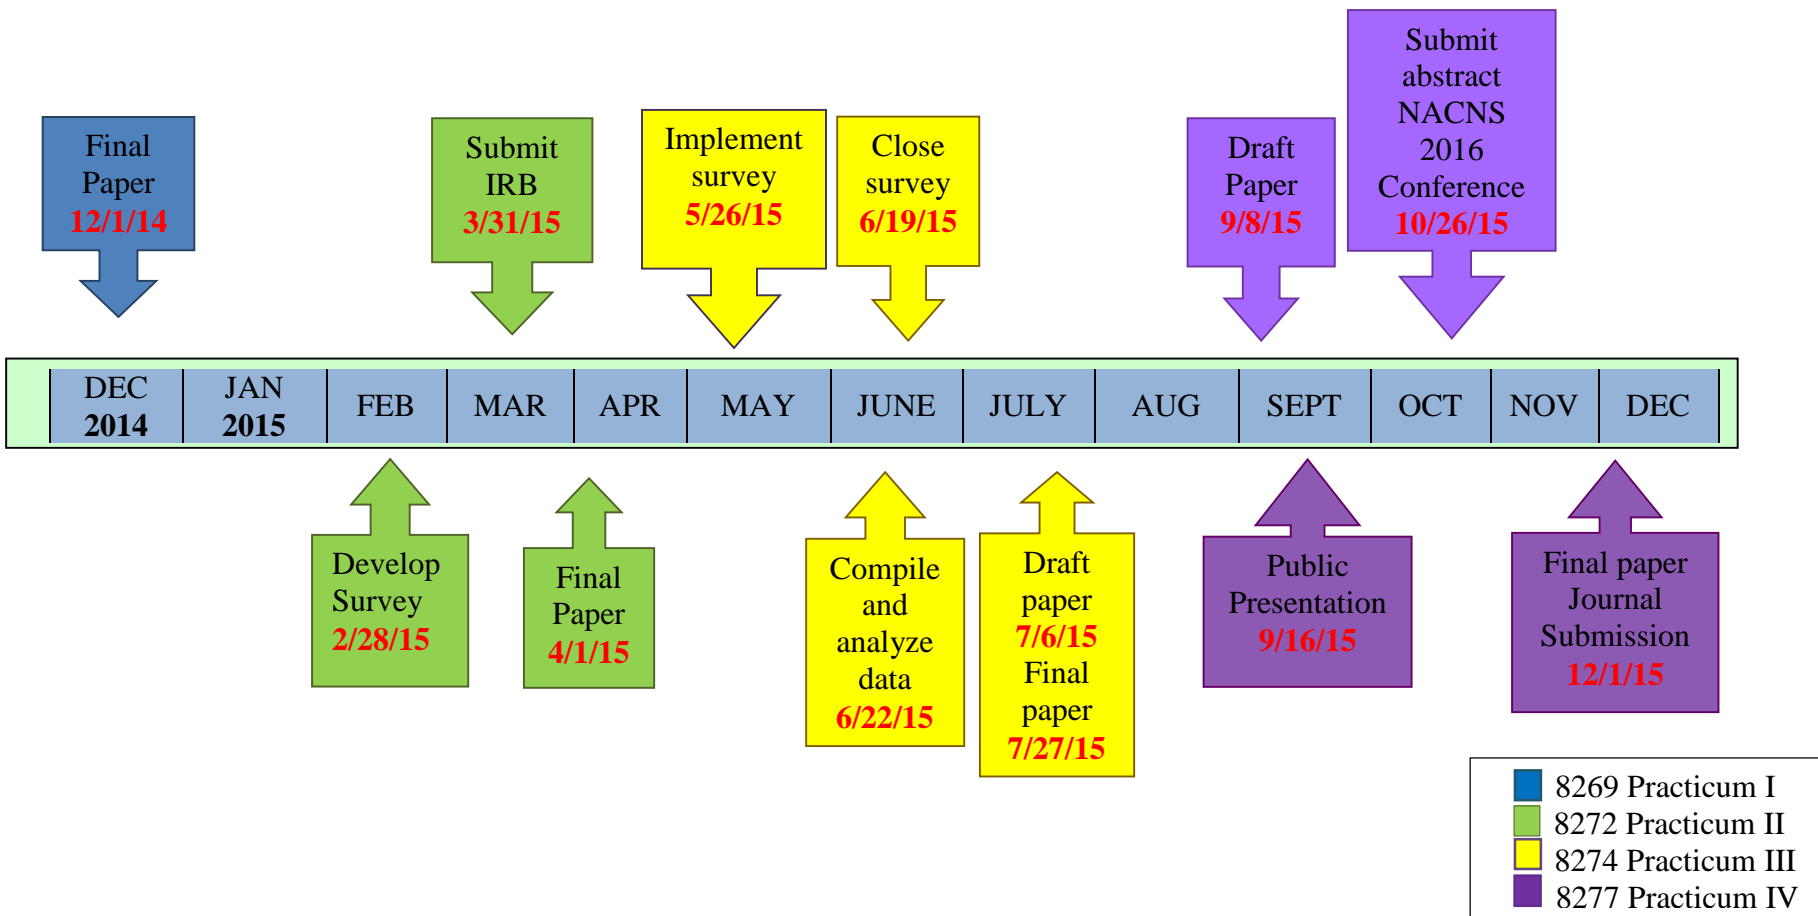 Final
Paper
12/1/14
Submit
IRB
3/31/15
Implement
survey
5/26/15
Close
survey
6/19/15
Draft
Paper
9/8/15
Submit
abstract
NACNS
2016
Conference
10/26/15
DEC
2014
JAN
2015
FEB
MAR
APR
MAY
JUNE
JULY
AUG
SEPT
OCT
NOV
DEC
Develop
Survey
2/28/15
Final
Paper
4/1/15
Compile
and
analyze
data
6/22/15
Draft
paper
7/6/15
Final
paper
7/27/15
Public
Presentation
9/16/15
Final paper
Journal
Submission
12/1/15
8269 Practicum I
8272 Practicum II
8274 Practicum III
8277 Practicum IV